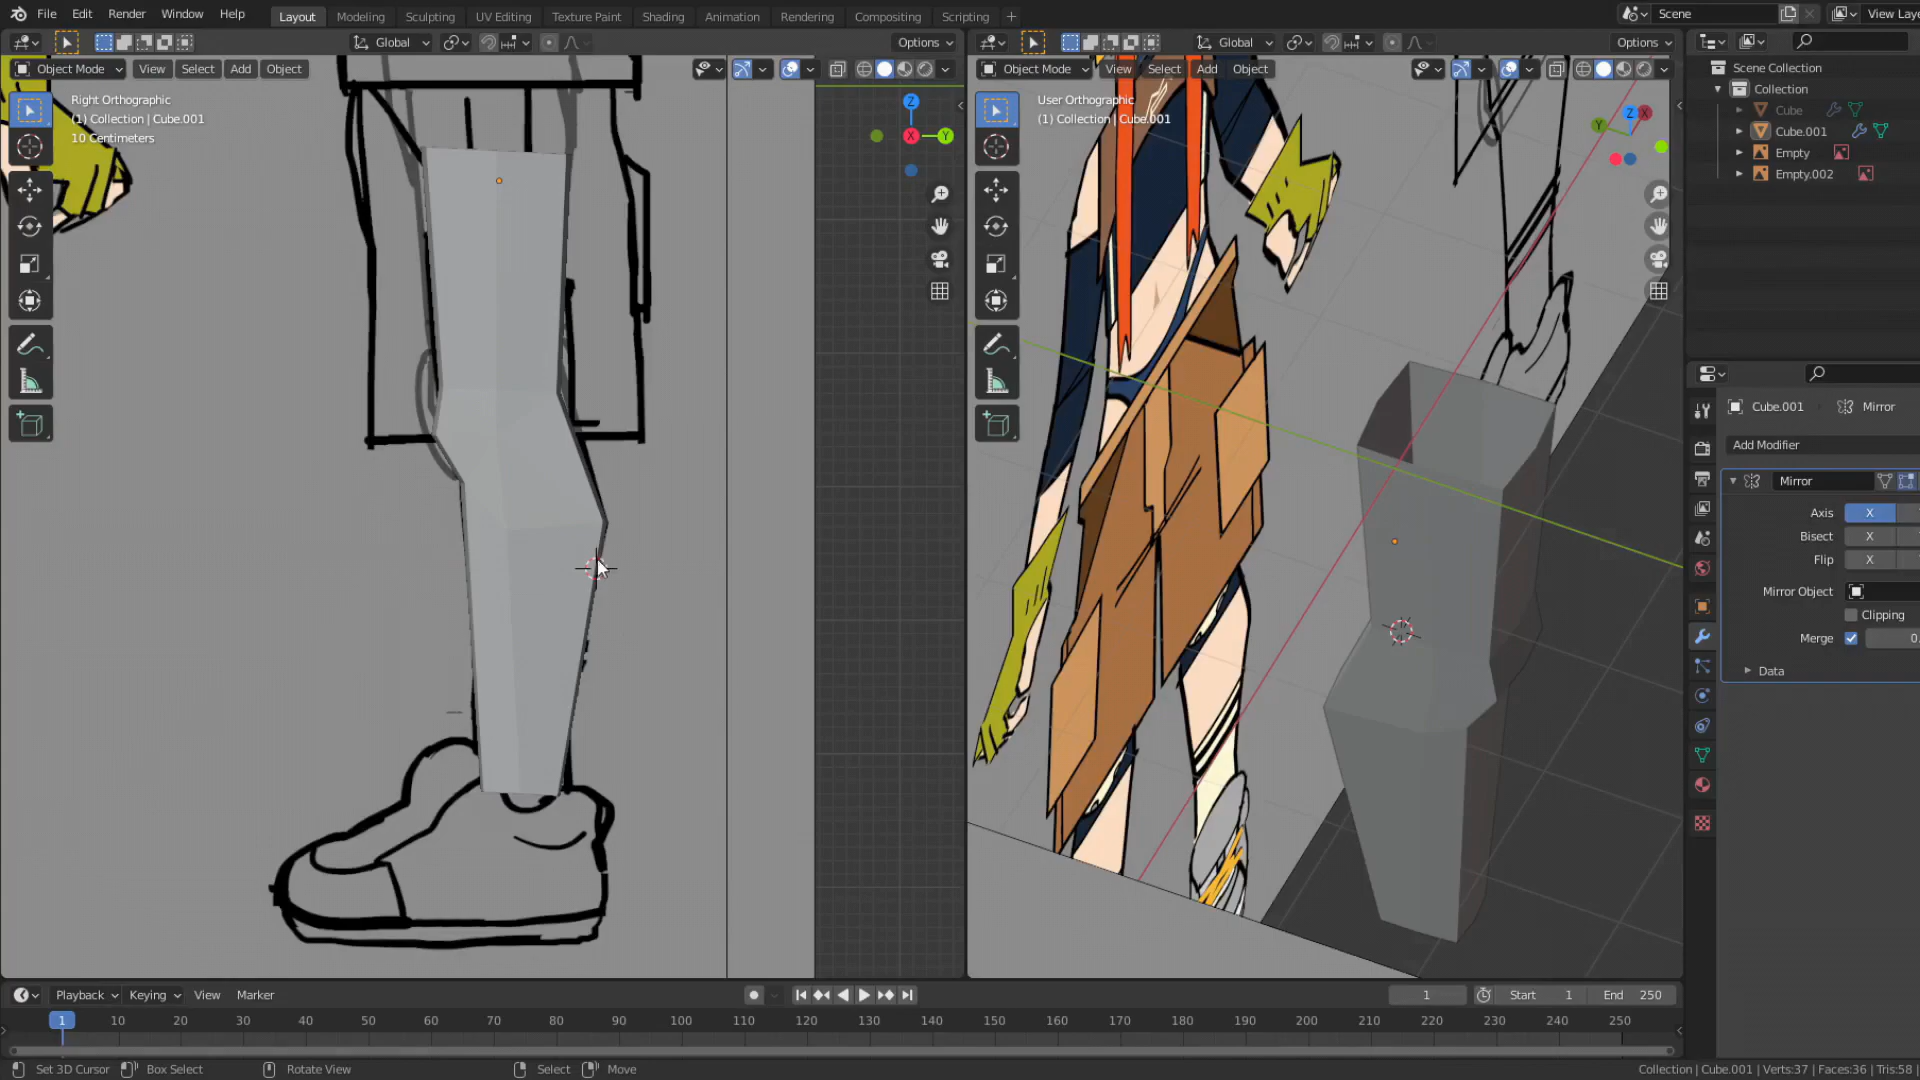 File Edit Render Window Help Layout Modeling Sculpting UV Editing Texture Paint Shading Animation Rendering Compositing Scripting + Scene View Laye
Global Options Global Options
Object Mode View Select Add Object Object Mode View Select Add Object Scene Collection
Collection
Right Orthographic
(1) Collection | Cube.001
10 Centimeters
Z
X
Y
User Orthographic
(1) Collection | Cube.001
Z
X
Y
Cube
Cube.001
Empty
Empty.002
Cube.001 Mirror
Add Modifier
Mirror
Axis X
Bisect X
Flip X
Mirror Object
Clipping
Merge 0.
Data
Playback Keying View Marker 1 Start 1 End 250
1 10 20 30 40 50 60 70 80 90 100 110 120 130 140 150 160 170 180 190 200 210 220 230 240 250
Set 3D Cursor Box Select Rotate View Select Move Collection | Cube.001 | Verts:37 | Faces:36 | Tris:58 |